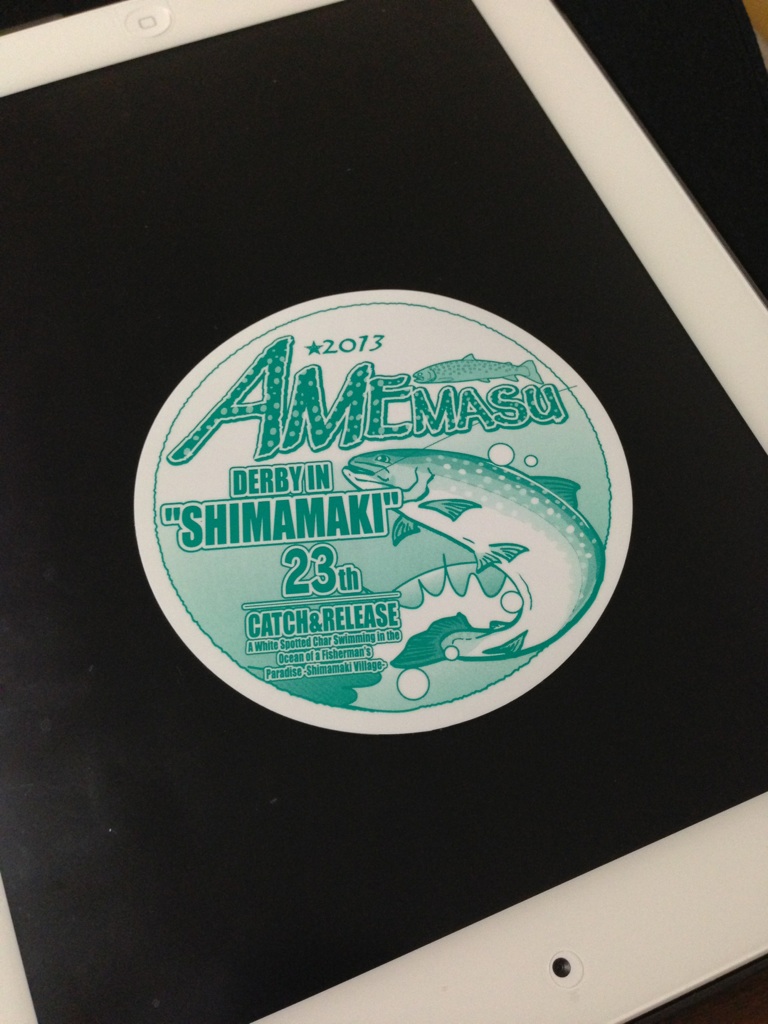 ★2013
AMEMASU
DERBY IN
"SHIMAMAKI"
23th
CATCH&RELEASE
A White Spotted Char Swimming in the
Ocean of a Fisherman's
Paradise -Shimamaki Village-